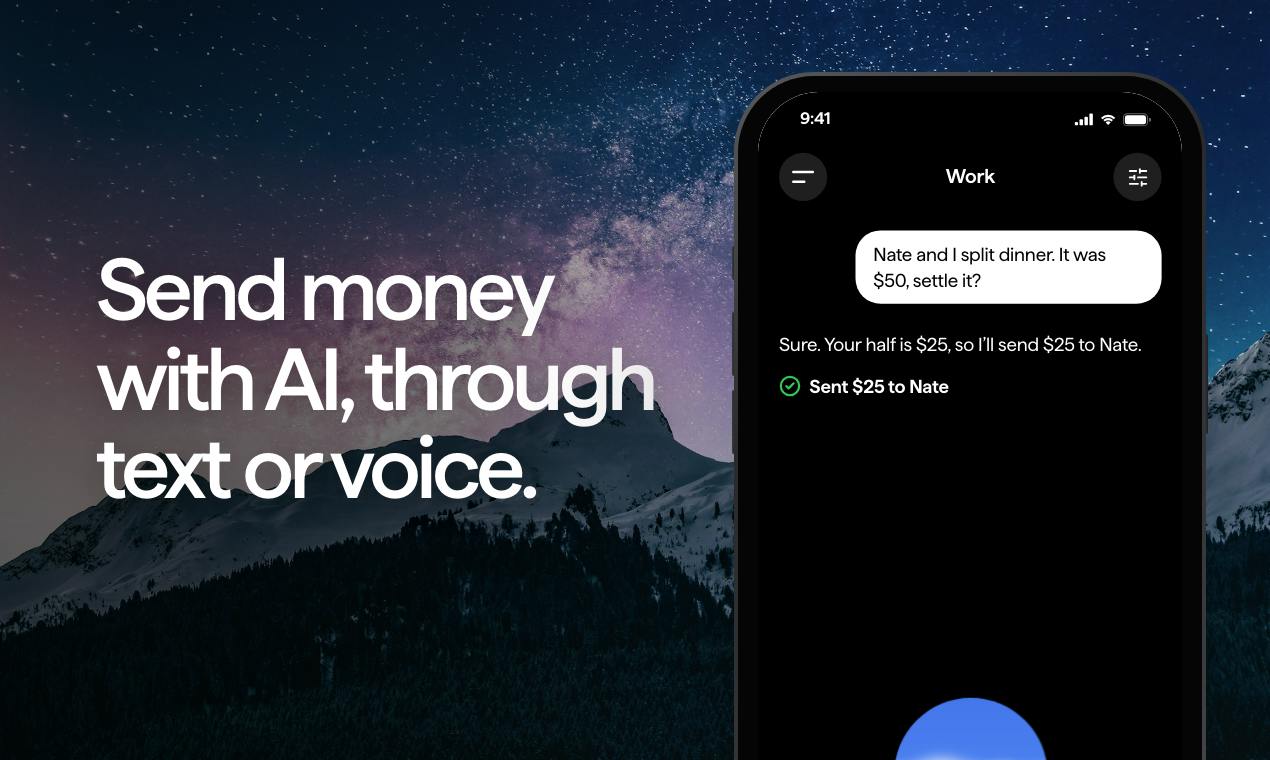 Send money
with AI, through
text or voice.
9:41
Work
Nate and I split dinner. It was
$50, settle it?
Sure. Your half is $25, so I’ll send $25 to Nate.
Sent $25 to Nate